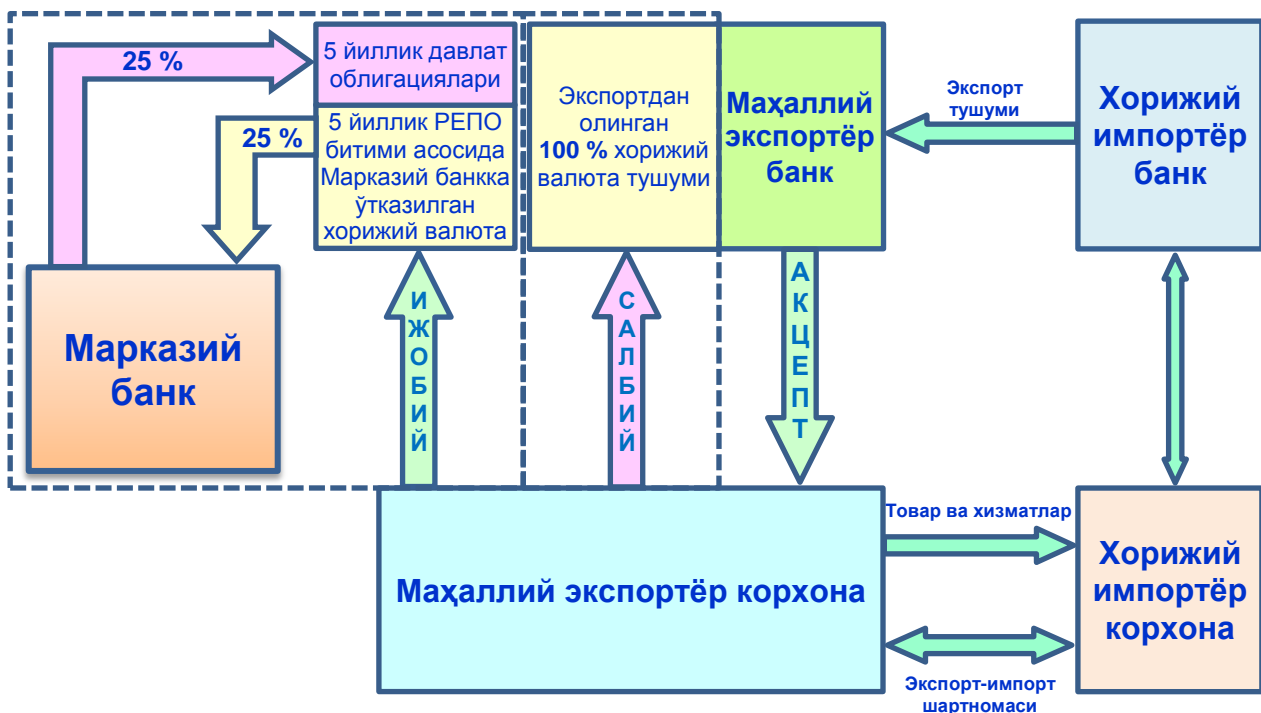 25 %
5 йиллик давлат
облигациялари
25 %
5 йиллик РЕПО
битими асосида
Марказий банкка
ўтказилган
хорижий валюта
Экспортдан
олинган
100 % хорижий
валюта тушуми
Маҳаллий
экспортёр
банк
Экспорт
тушуми
Хорижий
импортёр
банк
Марказий
банк
ИЖОБИЙ
САЛБИЙ
АКЦЕПТ
Маҳаллий экспортёр корхона
Товар ва хизматлар
Экспорт-импорт
шартномаси
Хорижий
импортёр
корхона